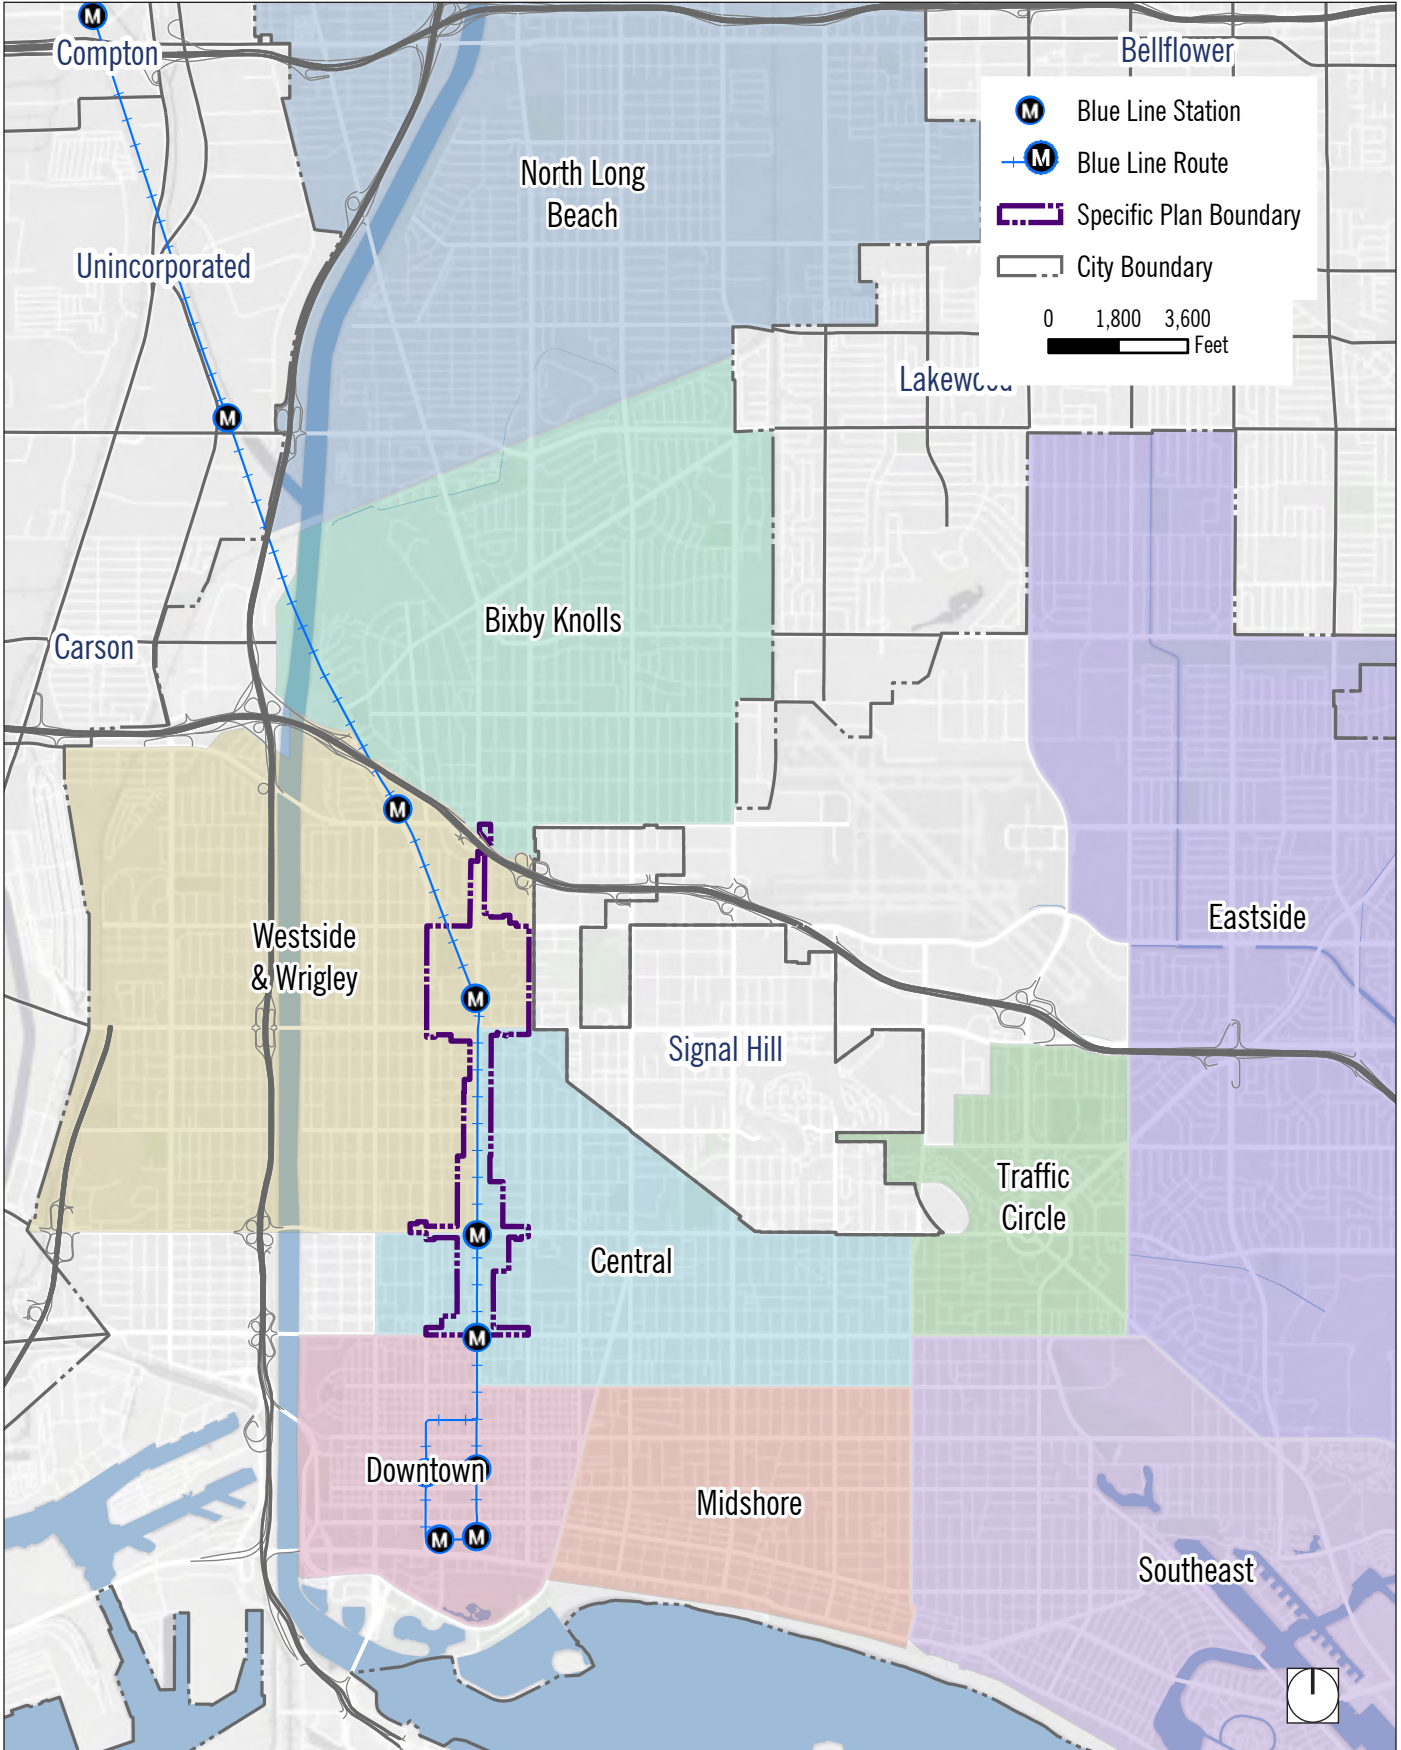 M
Compton
Bellflower
M Blue Line Station
M Blue Line Route
Specific Plan Boundary
City Boundary
0 1,800 3,600
Feet
North Long
Beach
Unincorporated
Lakewood
M
Bixby Knolls
Carson
M
Eastside
Westside
& Wrigley
M
Signal Hill
Traffic
Circle
M
Central
M
Downtown
Midshore
M M
Southeast